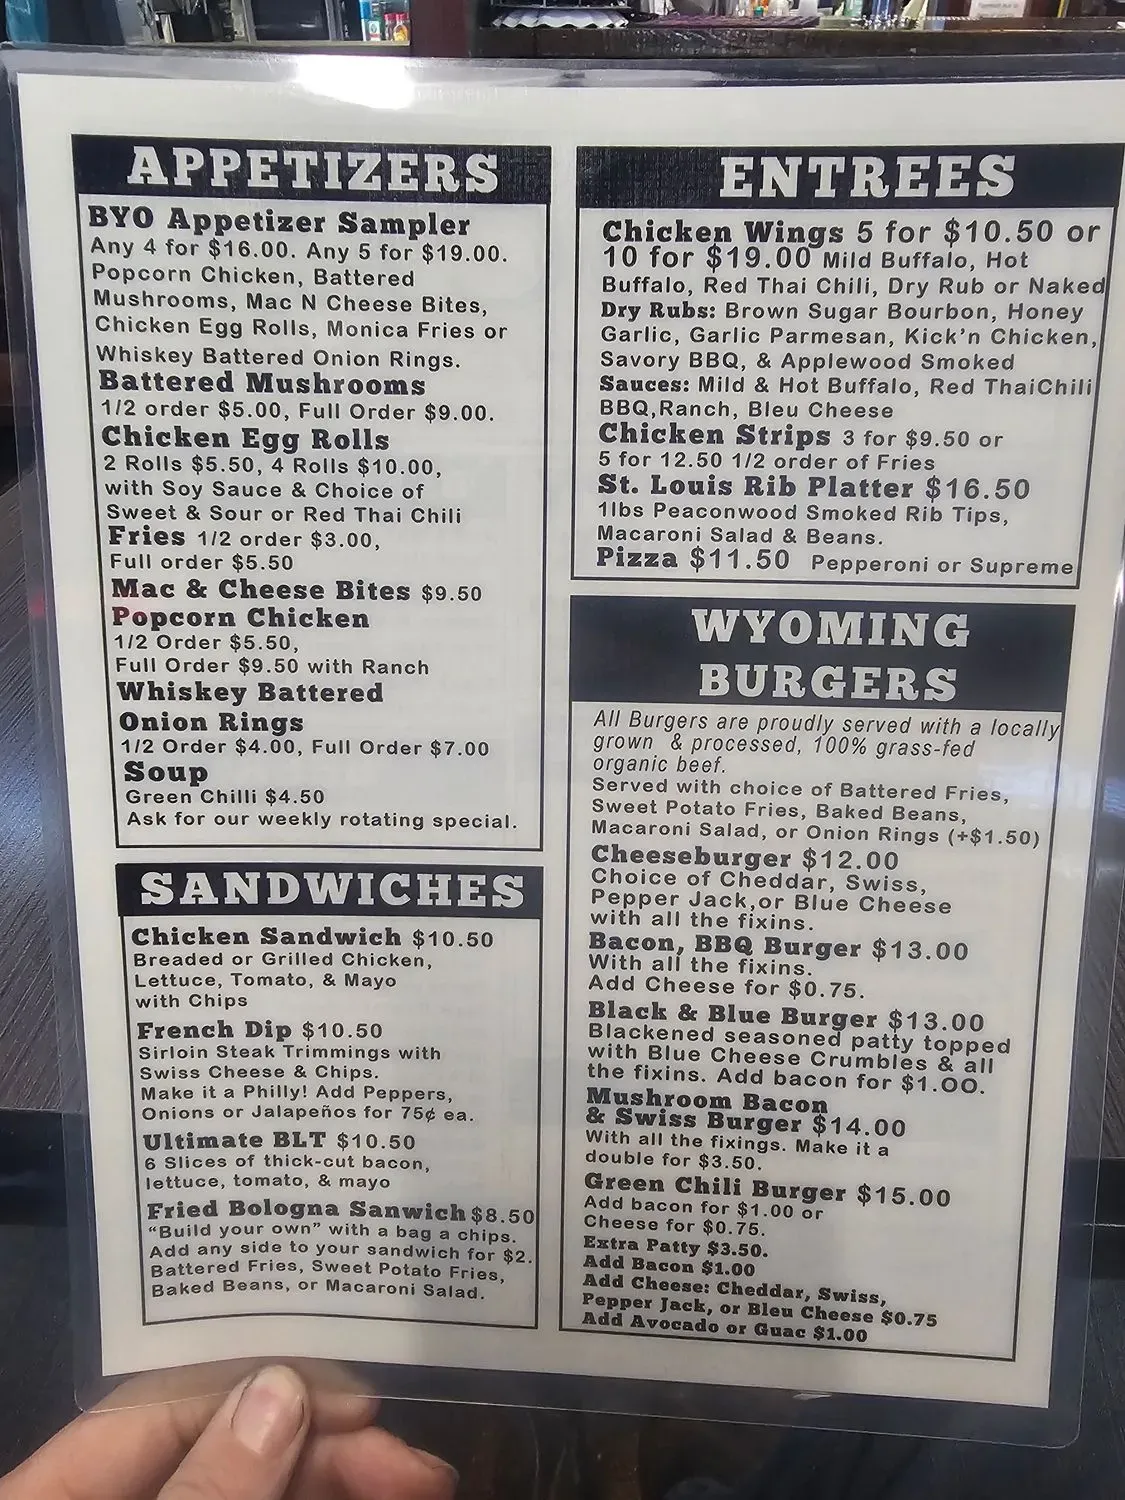 APPETIZERS
BYO Appetizer Sampler
Any 4 for $16.00. Any 5 for $19.00.
Popcorn Chicken, Battered
Mushrooms, Mac N Cheese Bites,
Chicken Egg Rolls, Monica Fries or
Whiskey Battered Onion Rings.
Battered Mushrooms
1/2 order $5.00, Full Order $9.00.
Chicken Egg Rolls
2 Rolls $5.50, 4 Rolls $10.00,
with Soy Sauce & Choice of
Sweet & Sour or Red Thai Chili
Fries 1/2 order $3.00,
Full order $5.50
Mac & Cheese Bites $9.50
Popcorn Chicken
1/2 Order $5.50,
Full Order $9.50 with Ranch
Whiskey Battered
Onion Rings
1/2 Order $4.00, Full Order $7.00
Soup
Green Chilli $4.50
Ask for our weekly rotating special.
SANDWICHES
Chicken Sandwich $10.50
Breaded or Grilled Chicken,
Lettuce, Tomato, & Mayo
with Chips
French Dip $10.50
Sirloin Steak Trimmings with
Swiss Cheese & Chips.
Make it a Philly! Add Peppers,
Onions or Jalapeños for 75¢ ea.
Ultimate BLT $10.50
6 Slices of thick-cut bacon,
lettuce, tomato, & mayo
Fried Bologna Sanwich $8.50
"Build your own" with a bag a chips.
Add any side to your sandwich for $2.
Battered Fries, Sweet Potato Fries,
Baked Beans, or Macaroni Salad.
ENTREES
Chicken Wings 5 for $10.50 or
10 for $19.00 Mild Buffalo, Hot
Buffalo, Red Thai Chili, Dry Rub or Naked
Dry Rubs: Brown Sugar Bourbon, Honey
Garlic, Garlic Parmesan, Kick'n Chicken,
Savory BBQ, & Applewood Smoked
Sauces: Mild & Hot Buffalo, Red ThaiChili
BBQ,Ranch, Bleu Cheese
Chicken Strips 3 for $9.50 or
5 for 12.50 1/2 order of Fries
St. Louis Rib Platter $16.50
1lbs Peaconwood Smoked Rib Tips,
Macaroni Salad & Beans.
Pizza $11.50 Pepperoni or Supreme
WYOMING
BURGERS
All Burgers are proudly served with a locally
grown & processed, 100% grass-fed
organic beef.
Served with choice of Battered Fries,
Sweet Potato Fries, Baked Beans,
Macaroni Salad, or Onion Rings (+$1.50)
Cheeseburger $12.00
Choice of Cheddar, Swiss,
Pepper Jack,or Blue Cheese
with all the fixins.
Bacon, BBQ Burger $13.00
With all the fixins.
Add Cheese for $0.75.
Black & Blue Burger $13.00
Blackened seasoned patty topped
with Blue Cheese Crumbles & all
the fixins. Add bacon for $1.00.
Mushroom Bacon
& Swiss Burger $14.00
With all the fixings. Make it a
double for $3.50.
Green Chili Burger $15.00
Add bacon for $1.00 or
Cheese for $0.75.
Extra Patty $3.50.
Add Bacon $1.00
Add Cheese: Cheddar, Swiss,
Pepper Jack, or Bleu Cheese $0.75
Add Avocado or Guac $1.00